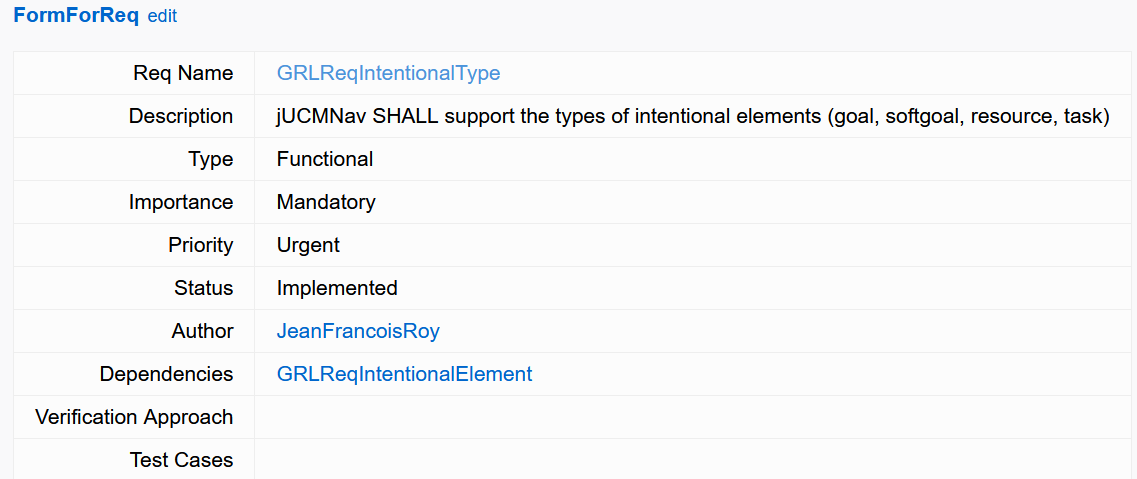 FormForReq edit
Req Name GRLReqIntentionalType
Description jUCMNav SHALL support the types of intentional elements (goal, softgoal, resource, task)
Type Functional
Importance Mandatory
Priority Urgent
Status Implemented
Author JeanFrancoisRoy
Dependencies GRLReqIntentionalElement
Verification Approach
Test Cases